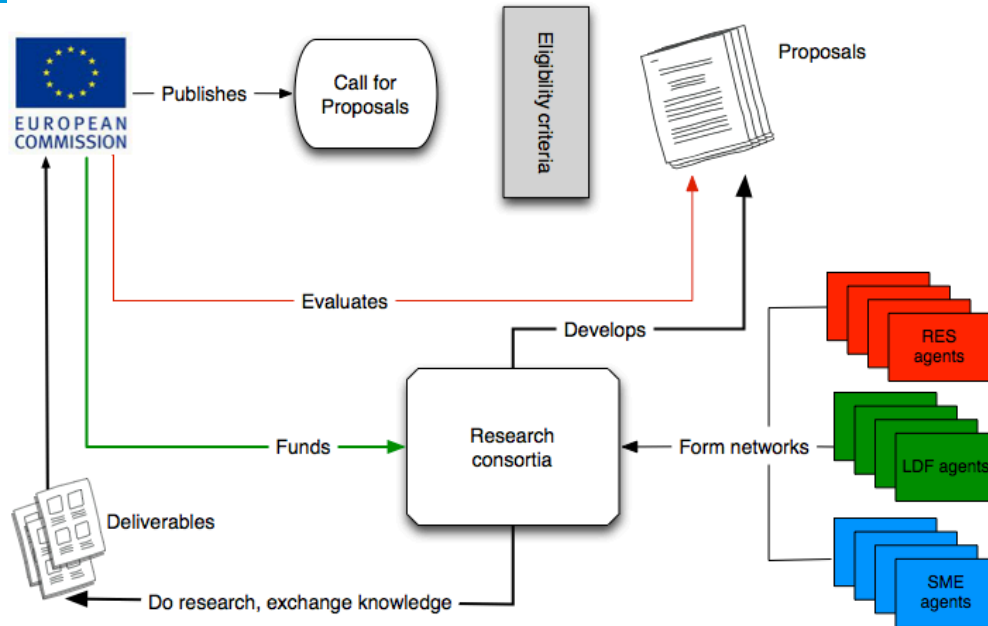 EUROPEAN
COMMISSION
Publishes
Call for
Proposals
Eligibility criteria
Proposals
Evaluates
Develops
RES
agents
Funds
Research
consortia
Form networks
LDF agents
Deliverables
Do research, exchange knowledge
SME
agents